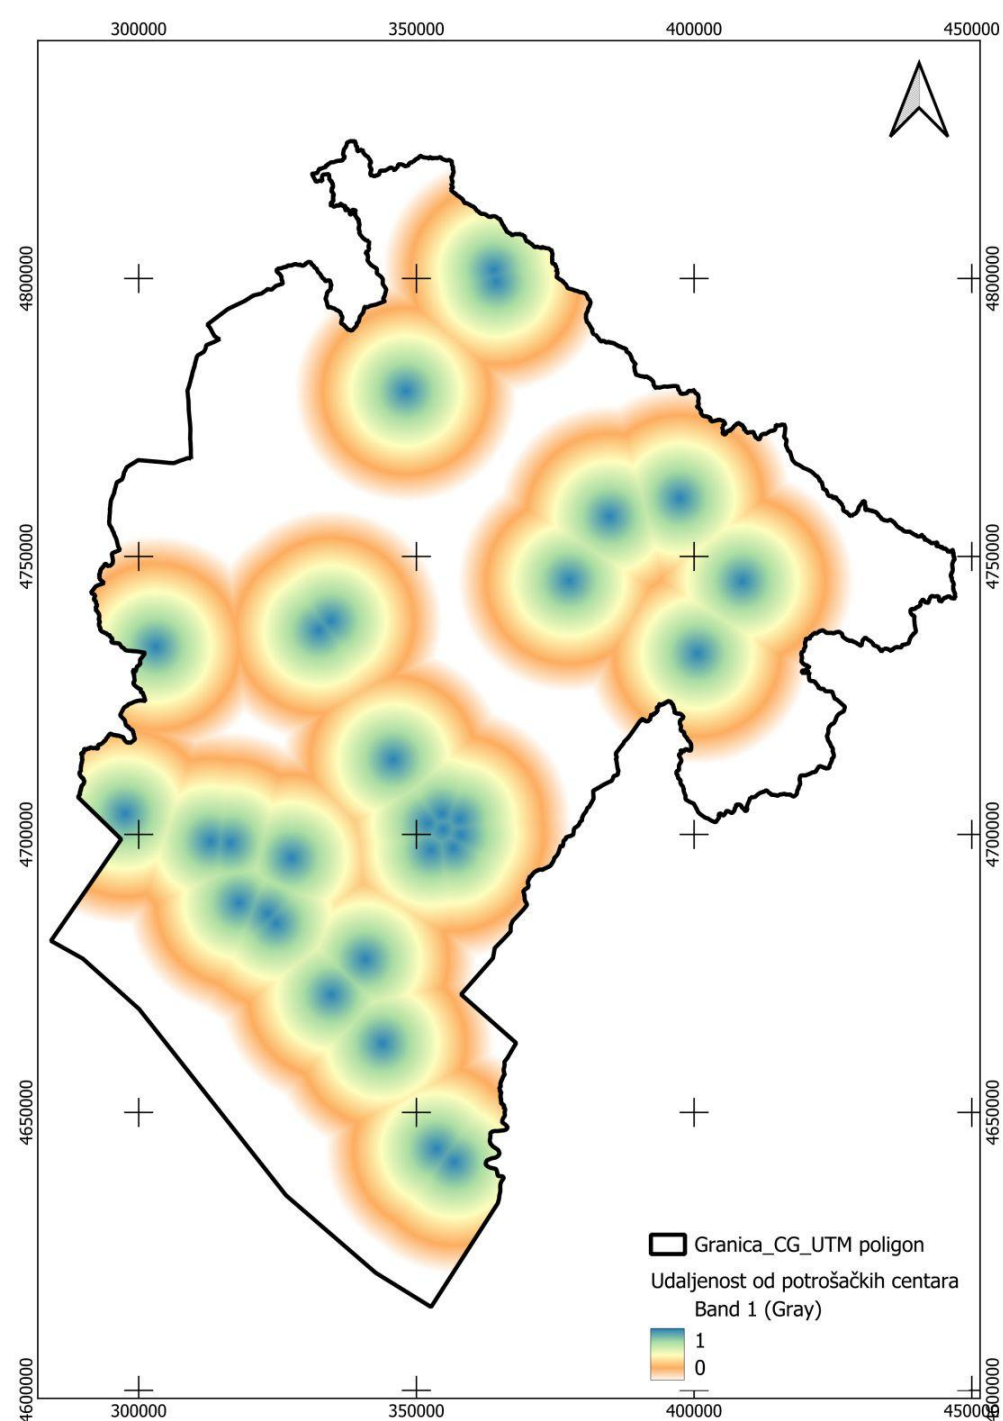 300000 350000 400000 450000
4800000 4800000
4750000 4750000
4700000 4700000
4650000 4650000
4600000 4600000
Granica_CG_UTM poligon
Udaljenost od potrošačkih centara
Band 1 (Gray)
1
0
300000 350000 400000 450000